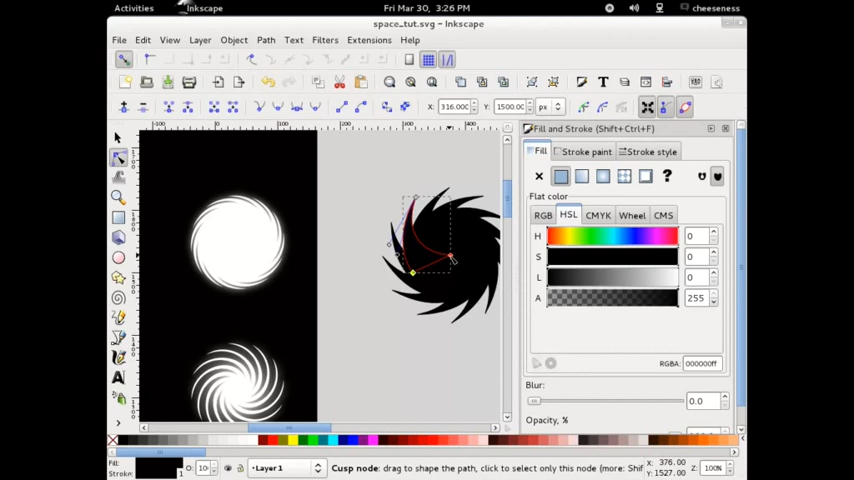 Activities Inkscape Fri Mar 30, 3:26 PM cheeseness
space_tut.svg - Inkscape
File Edit View Layer Object Path Text Filters Extensions Help
X: 316.00 Y: 1500.00 px
Fill and Stroke (Shift+Ctrl+F)
Fill Stroke paint Stroke style
Flat color
RGB HSL CMYK Wheel CMS
H 0
S 0
L 0
A 255
RGBA: 000000ff
Blur:
0.0
Opacity, %
Fill:
Stroke: 1
O: 10
Layer 1
Cusp node: drag to shape the path, click to select only this node (more: Shif
X: 376.00
Y: 1527.00
Z: 100%